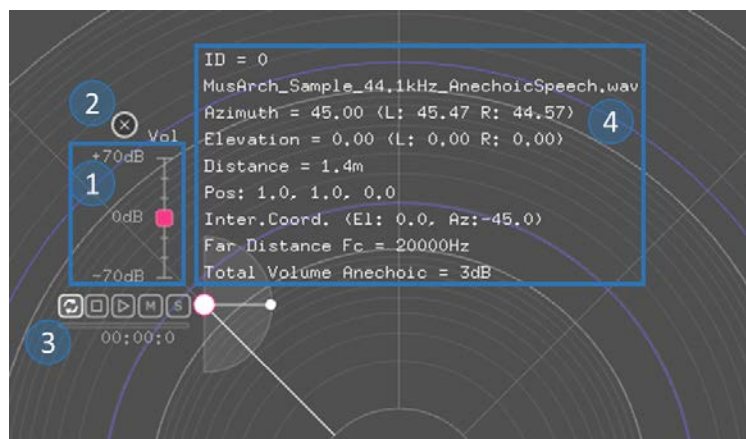 ID = 0
MusArch_Sample_44.1kHz_AnechoicSpeech.wav
2
Azimuth = 45.00 (L: 45.47 R: 44.57)
4
Vol
Elevation = 0.00 (L: 0.00 R: 0.00)
+70dB
Distance = 1.4m
1
Pos: 1.0, 1.0, 0.0
0dB
Inter.Coord. (El: 0.0, Az:-45.0)
Far Distance Fc = 20000Hz
-70dB
Total Volume Anechoic = 3dB
M S
3
00:00:0